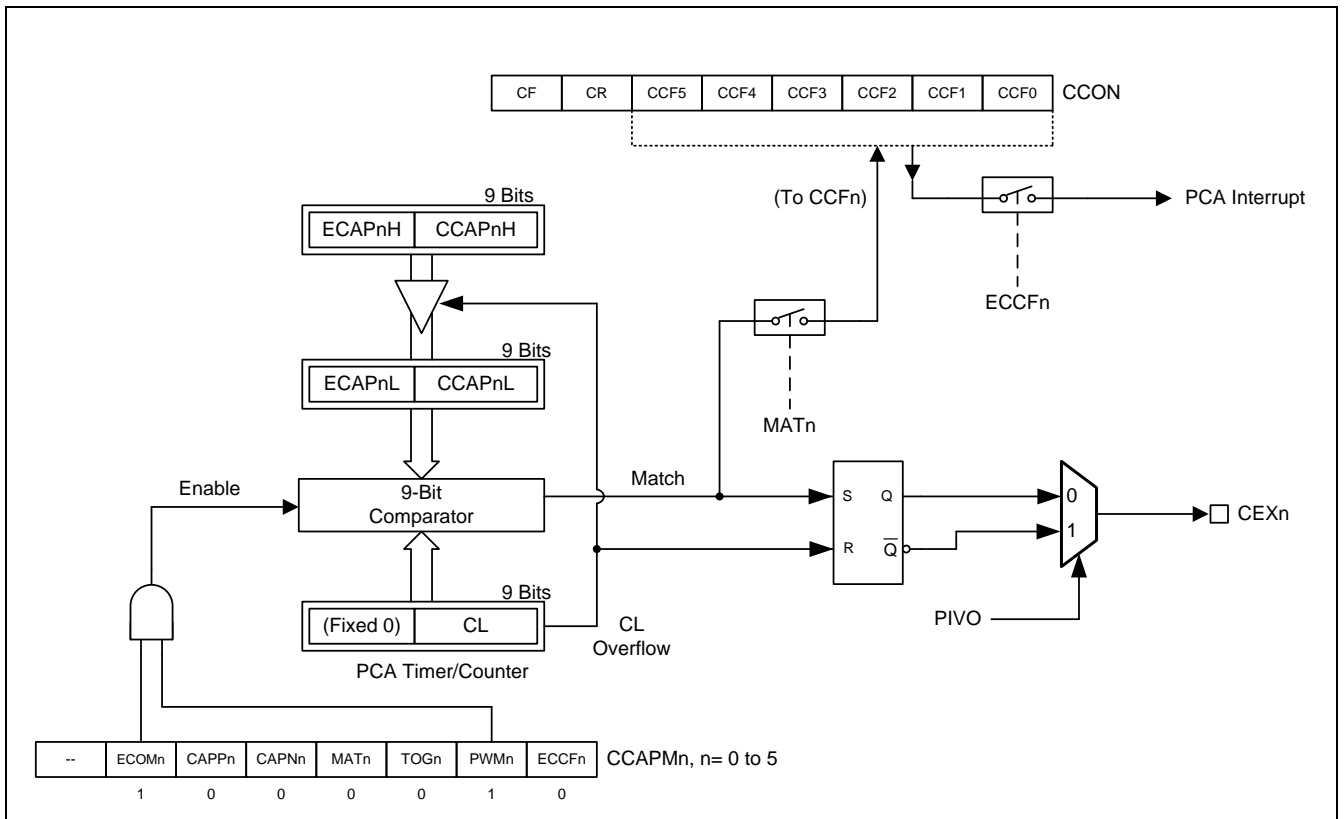 CF CR CCF5 CCF4 CCF3 CCF2 CCF1 CCF0 CCON
(To CCFn)
PCA Interrupt
ECCFn
9 Bits
ECAPnH CCAPnH
9 Bits
ECAPnL CCAPnL
MATn
Enable
9-Bit
Comparator
Match
S Q
R Q
0
1
CEXn
PIVO
9 Bits
(Fixed 0) CL
CL
Overflow
PCA Timer/Counter
-- ECOMn CAPPn CAPNn MATn TOGn PWMn ECCFn CCAPMn, n= 0 to 5
1 0 0 0 0 1 0